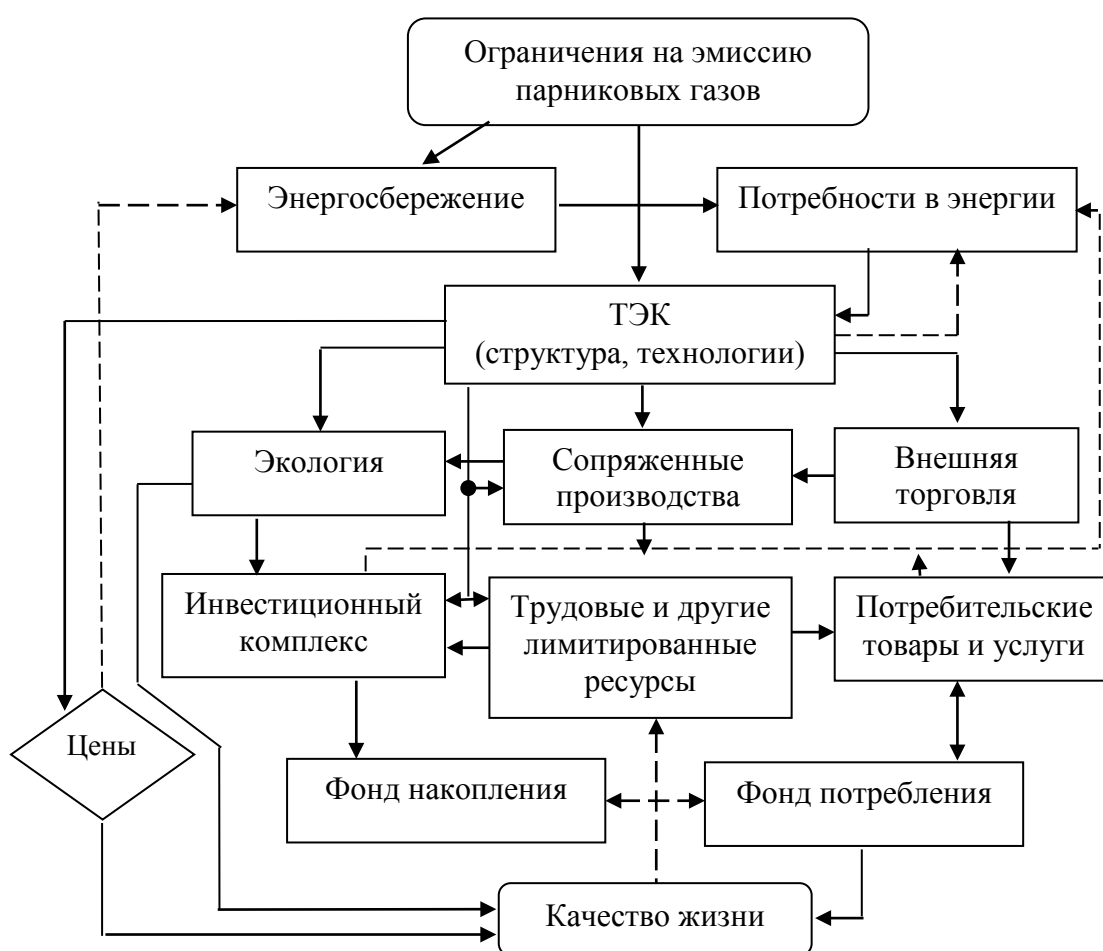 Ограничения на эмиссию
парниковых газов
Энергосбережение
Потребности в энергии
ТЭК
(структура, технологии)
Экология
Сопряженные
производства
Внешняя
торговля
Инвестиционный
комплекс
Трудовые и другие
лимитированные
ресурсы
Потребительские
товары и услуги
Цены
Фонд накопления
Фонд потребления
Качество жизни